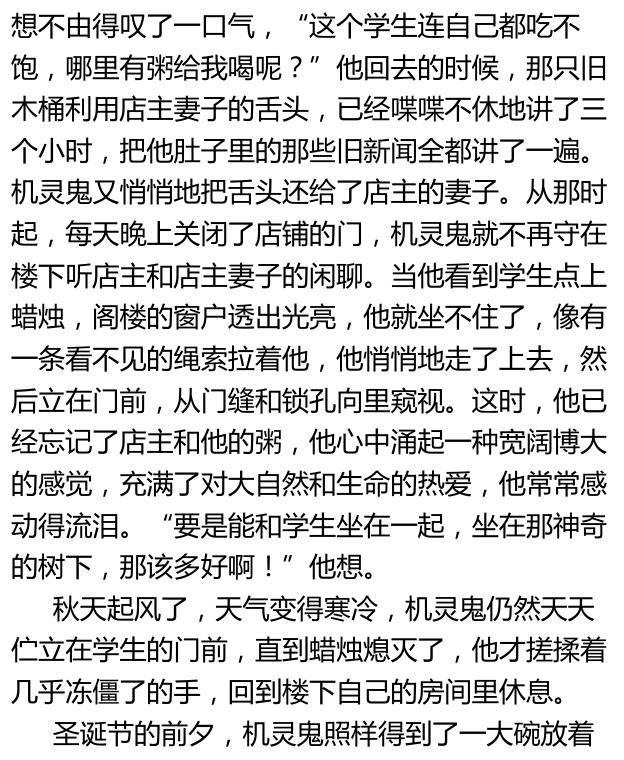 想不由得叹了一口气，“这个学生连自己都吃不
饱，哪里有粥给我喝呢？”他回去的时候，那只旧
木桶利用店主妻子的舌头，已经喋喋不休地讲了三
个小时，把他肚子里的那些旧新闻全都讲了一遍。
机灵鬼又悄悄地把舌头还给了店主的妻子。从那时
起，每天晚上关闭了店铺的门，机灵鬼就不再守在
楼下听店主和店主妻子的闲聊。当他看到学生点上
蜡烛，阁楼的窗户透出光亮，他就坐不住了，像有
一条看不见的绳索拉着他，他悄悄地走了上去，然
后立在门前，从门缝和锁孔向里窥视。这时，他已
经忘记了店主和他的粥，他心中涌起一种宽阔博大
的感觉，充满了对大自然和生命的热爱，他常常感
动得流泪。“要是能和学生坐在一起，坐在那神奇
的树下，那该多好啊！”他想。
秋天起风了，天气变得寒冷，机灵鬼仍然天天
伫立在学生的门前，直到蜡烛熄灭了，他才搓揉着
几乎冻僵了的手，回到楼下自己的房间里休息。
圣诞节的前夕，机灵鬼照样得到了一大碗放着